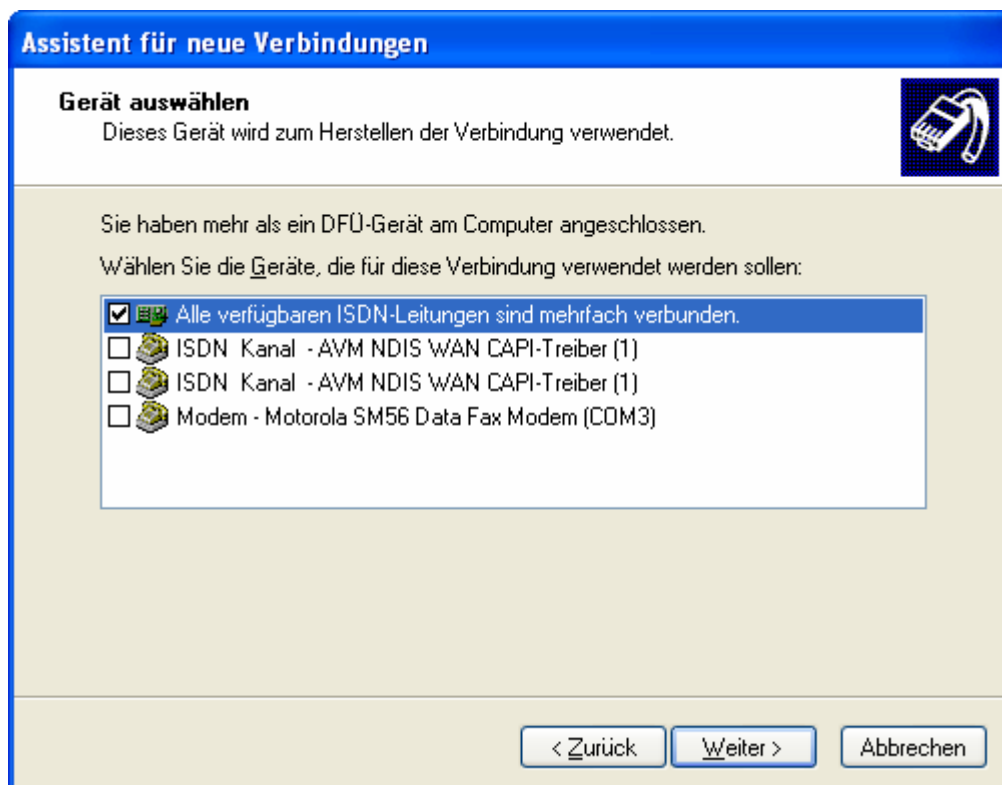 Assistent für neue Verbindungen
Gerät auswählen
Dieses Gerät wird zum Herstellen der Verbindung verwendet.
Sie haben mehr als ein DFÜ-Gerät am Computer angeschlossen.
Wählen Sie die Geräte, die für diese Verbindung verwendet werden sollen:
Alle verfügbaren ISDN-Leitungen sind mehrfach verbunden.
ISDN Kanal - AVM NDIS WAN CAPI-Treiber (1)
ISDN Kanal - AVM NDIS WAN CAPI-Treiber (1)
Modem - Motorola SM56 Data Fax Modem (COM3)
< Zurück Weiter > Abbrechen